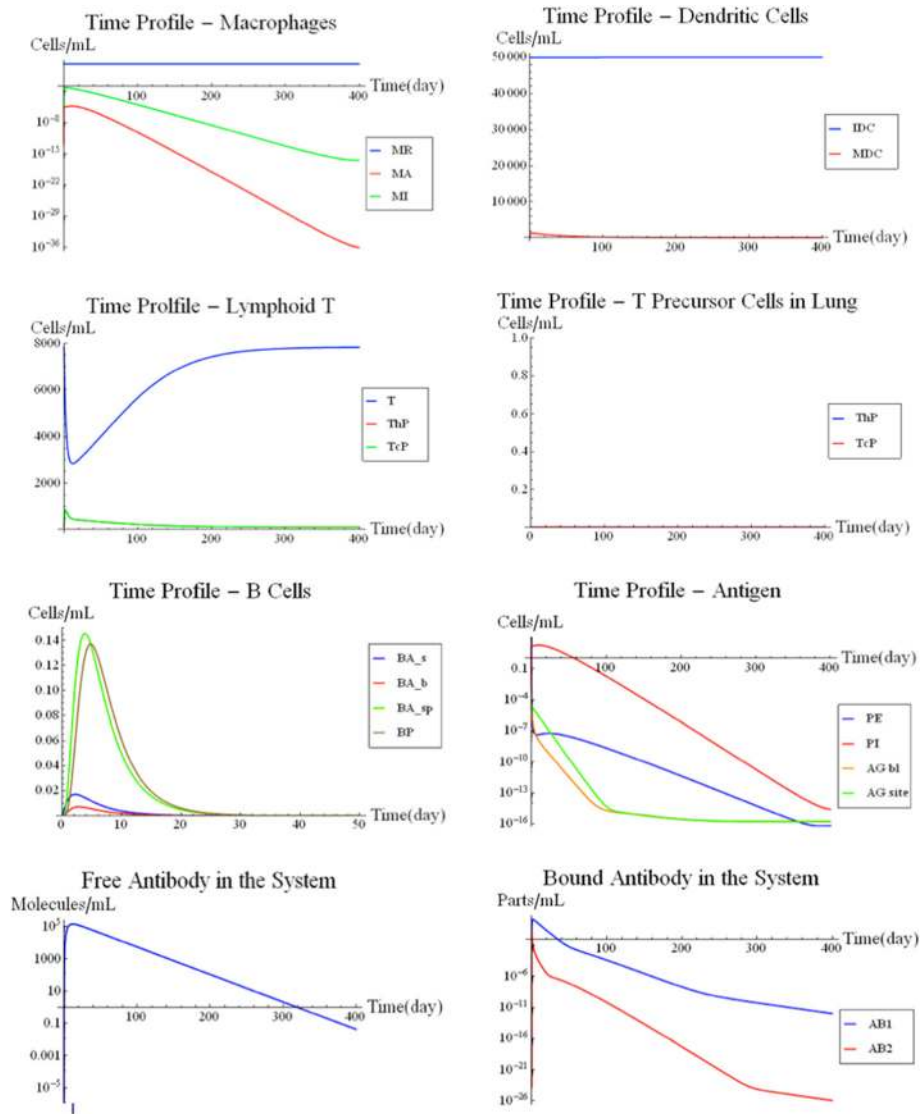 Time Profile – Macrophages
Cells/mL
Time(day)
100 200 300 400
10^-8
10^-15
10^-22
10^-29
10^-36
MR
MA
MI
Time Profile – Dendritic Cells
Cells/mL
50 000
40 000
30 000
20 000
10 000
IDC
MDC
Time(day)
100 200 300 400
Time Prolfile – Lymphoid T
Cells/mL
8000
6000
4000
2000
T
ThP
TcP
Time(day)
100 200 300 400
Time Profile – T Precursor Cells in Lung
Cells/mL
1.0
0.8
0.6
0.4
0.2
ThP
TcP
Time(day)
0 100 200 300 400
Time Profile – B Cells
Cells/mL
0.14
0.12
0.10
0.08
0.06
0.04
0.02
BA_s
BA_b
BA_sp
BP
Time(day)
0 10 20 30 40 50
Time Profile – Antigen
Cells/mL
Time(day)
100 200 300 400
0.1
10^-4
10^-7
10^-10
10^-13
10^-16
PE
PI
AG bl
AG site
Free Antibody in the System
Molecules/mL
10^5
1000
10
Time(day)
0 100 200 300 400
0.1
0.001
10^-5
Bound Antibody in the System
Parts/mL
Time(day)
100 200 300 400
10^-6
10^-11
10^-16
10^-21
10^-26
AB1
AB2